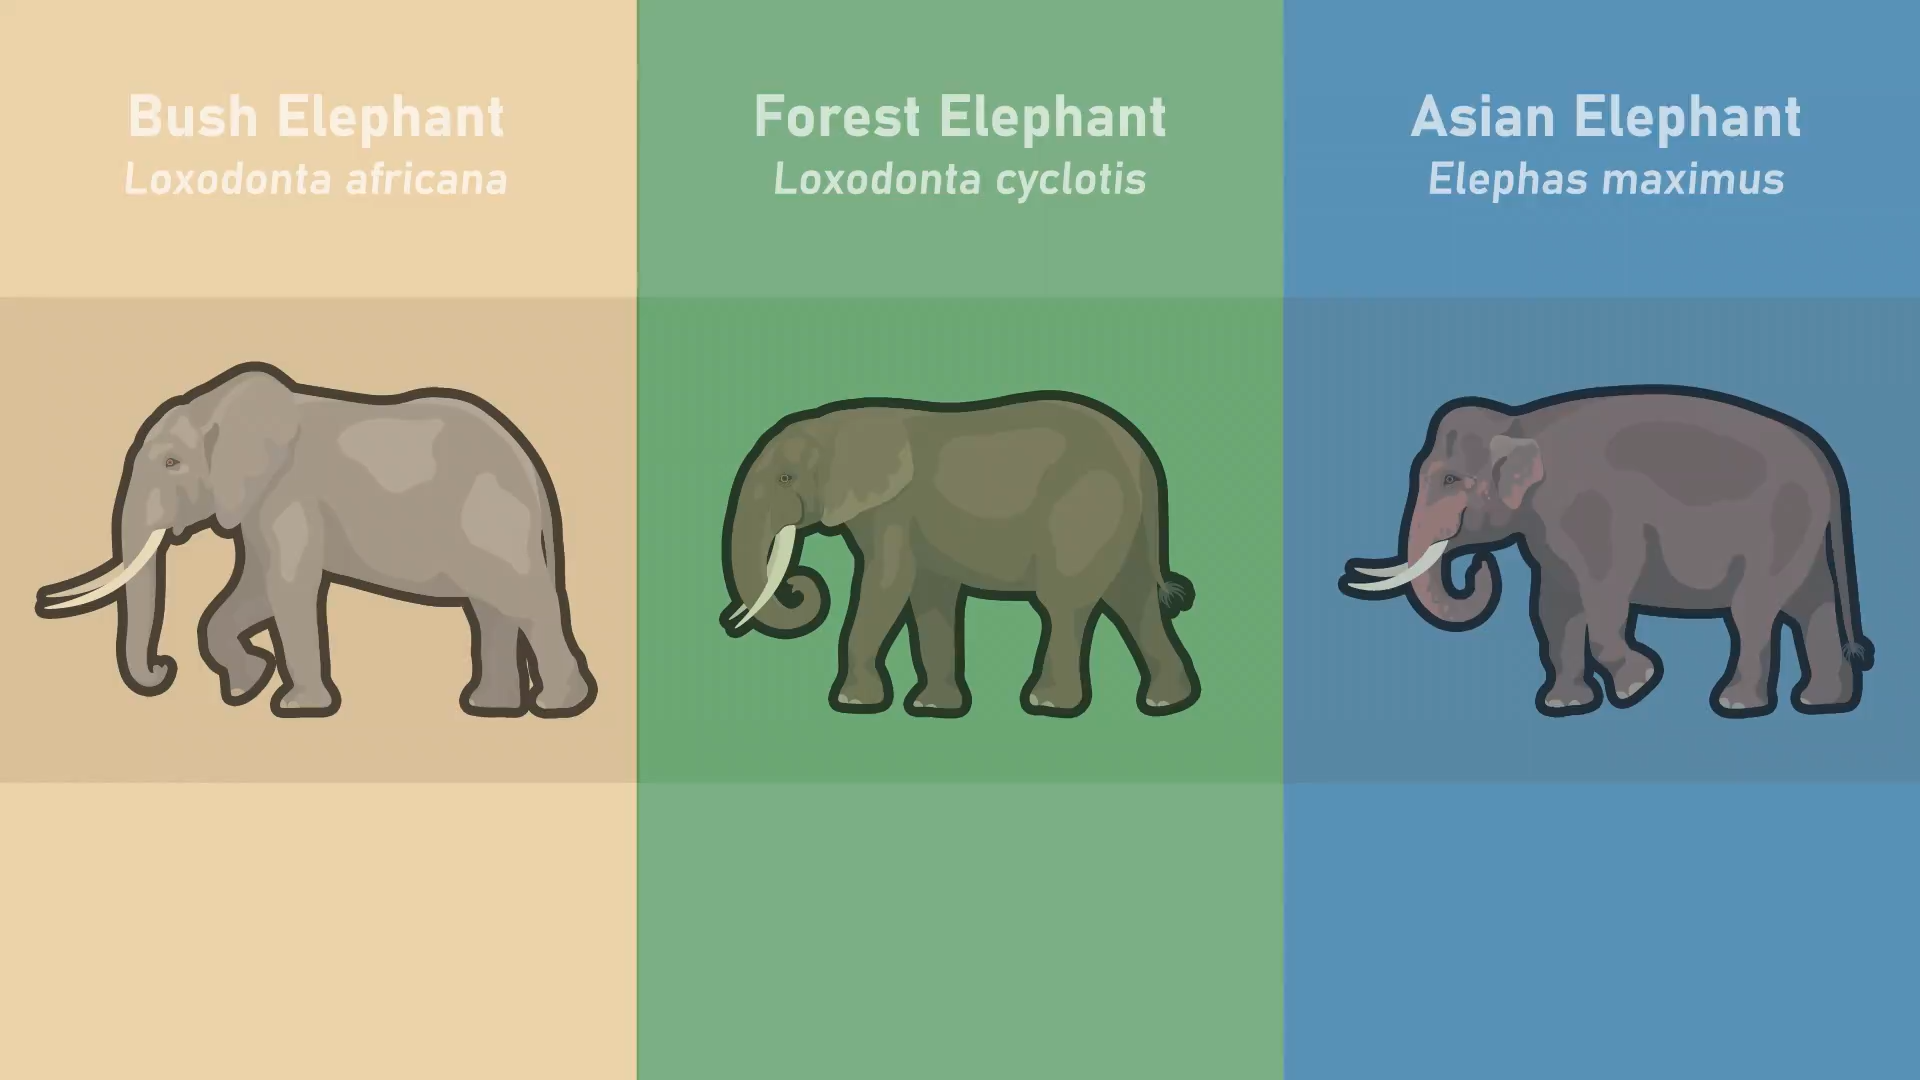 Bush Elephant
Loxodonta africana
Forest Elephant
Loxodonta cyclotis
Asian Elephant
Elephas maximus